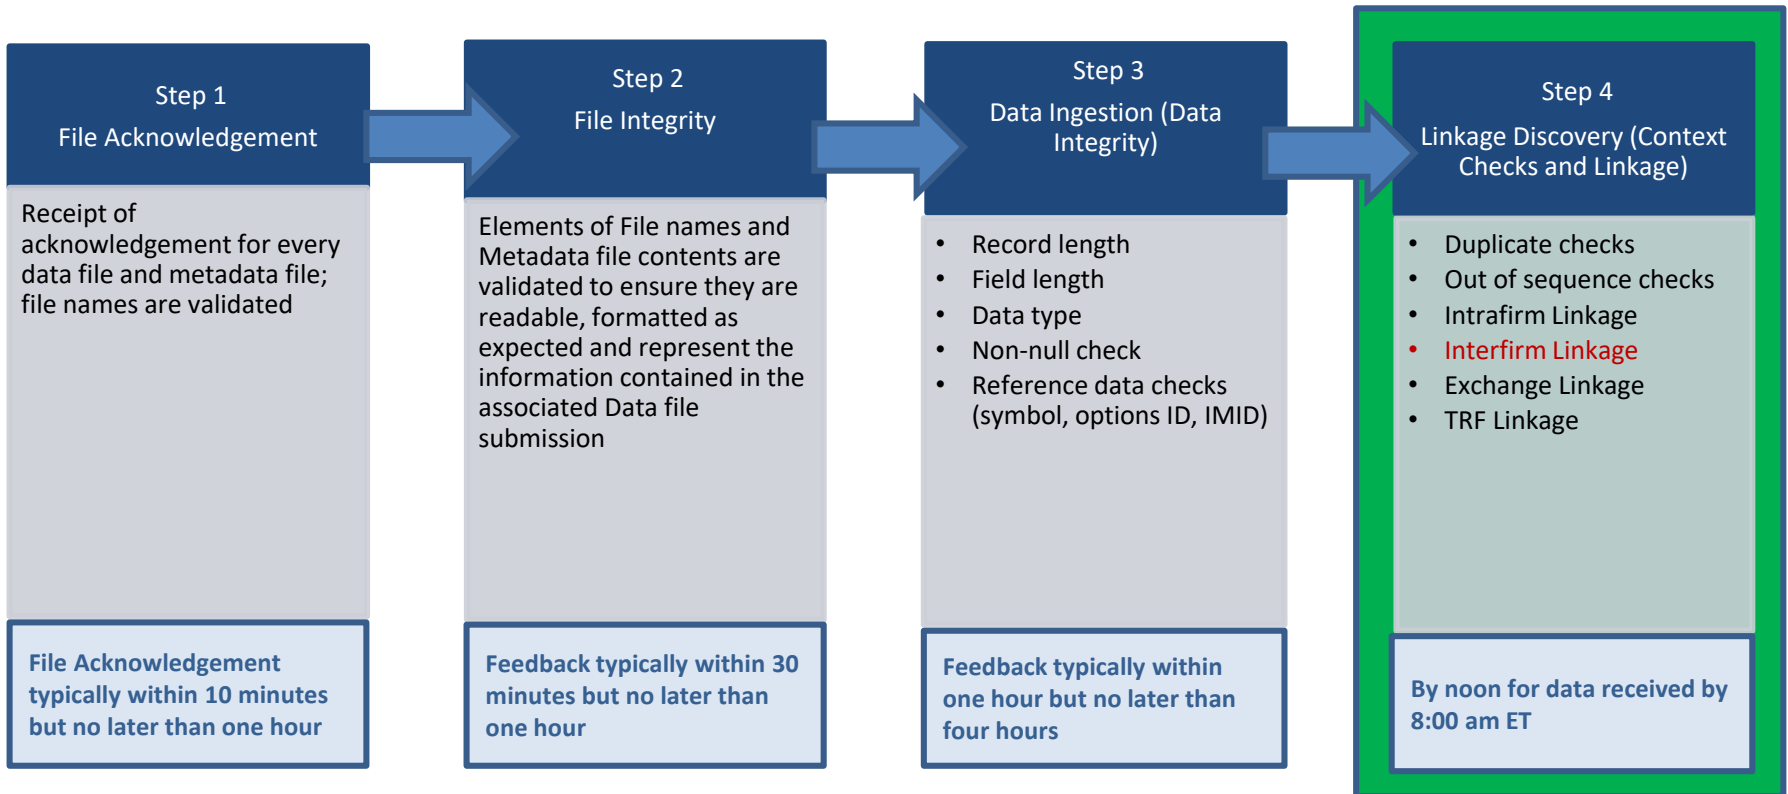 Step 1
File Acknowledgement
Receipt of
acknowledgement for every
data file and metadata file;
file names are validated
File Acknowledgement
typically within 10 minutes
but no later than one hour
Step 2
File Integrity
Elements of File names and
Metadata file contents are
validated to ensure they are
readable, formatted as
expected and represent the
information contained in the
associated Data file
submission
Feedback typically within 30
minutes but no later than
one hour
Step 3
Data Ingestion (Data
Integrity)
• Record length
• Field length
• Data type
• Non-null check
• Reference data checks
(symbol, options ID, IMID)
Feedback typically within
one hour but no later than
four hours
Step 4
Linkage Discovery (Context
Checks and Linkage)
• Duplicate checks
• Out of sequence checks
• Intrafirm Linkage
• Interfirm Linkage
• Exchange Linkage
• TRF Linkage
By noon for data received by
8:00 am ET